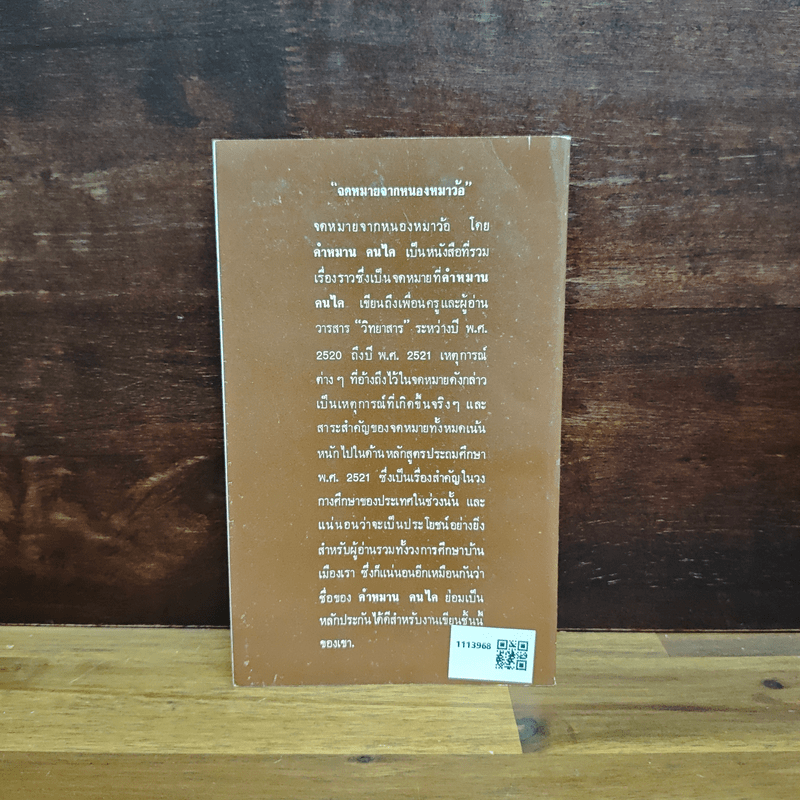 “จดหมายจากหนองหมาว้อ”
จดหมายจากหนองหมาว้อ โดย
คำหมาน คนไค เป็นหนังสือที่รวม
เรื่องราวซึ่งเป็นจดหมายที่คำหมาน
คนไค เขียนถึงเพื่อนครูและผู้อ่าน
วารสาร “วิทยาสาร” ระหว่างปี พ.ศ.
2520 ถึงปี พ.ศ. 2521 เหตุการณ์
ต่าง ๆ ที่อ้างถึงไว้ในจดหมายดังกล่าว
เป็นเหตุการณ์ที่เกิดขึ้นจริงๆ และ
สาระสำคัญของจดหมายทั้งหมดเน้น
หนักไปในด้านหลักสูตรประถมศึกษา
พ.ศ. 2521 ซึ่งเป็นเรื่องสำคัญในวง
กางศึกษาของประเทศในช่วงนั้น และ
แน่นอนว่าจะเป็นประโยชน์อย่างยิ่ง
สำหรับผู้อ่านรวมทั้งวงการศึกษาบ้าน
เมืองเรา ซึ่งก็แน่นอนอีกเหมือนกันว่า
ชื่อของ คำหมาน คนไค ย่อมเป็น
หลักประกันได้ดีสำหรับงานเขียนชิ้นนี้
ของเขา.
1113968